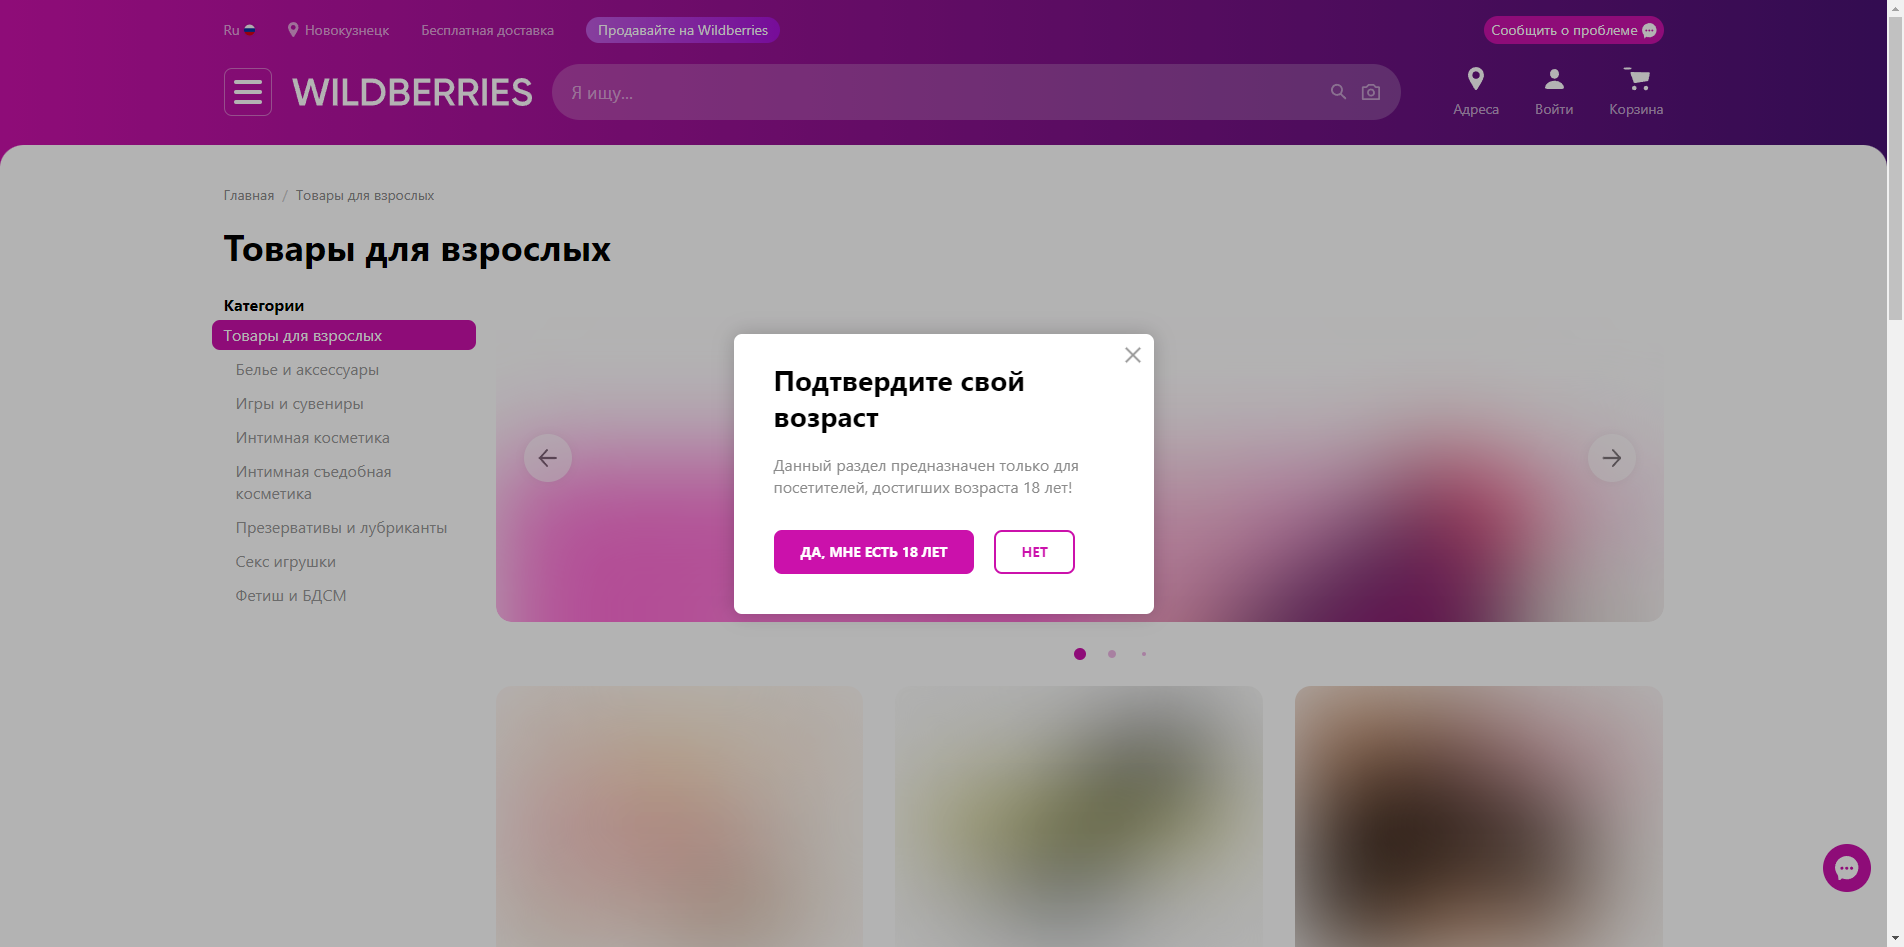 Ru
Новокузнецк
Бесплатная доставка
Продавайте на Wildberries
Сообщить о проблеме
WILDBERRIES
Я ищу...
Адреса
Войти
Корзина
Главная / Товары для взрослых
Товары для взрослых
Категории
Товары для взрослых
Белье и аксессуары
Игры и сувениры
Интимная косметика
Интимная съедобная
косметика
Презервативы и лубриканты
Секс игрушки
Фетиш и БДСМ
Подтвердите свой
возраст
Данный раздел предназначен только для
посетителей, достигших возраста 18 лет!
ДА, МНЕ ЕСТЬ 18 ЛЕТ
НЕТ